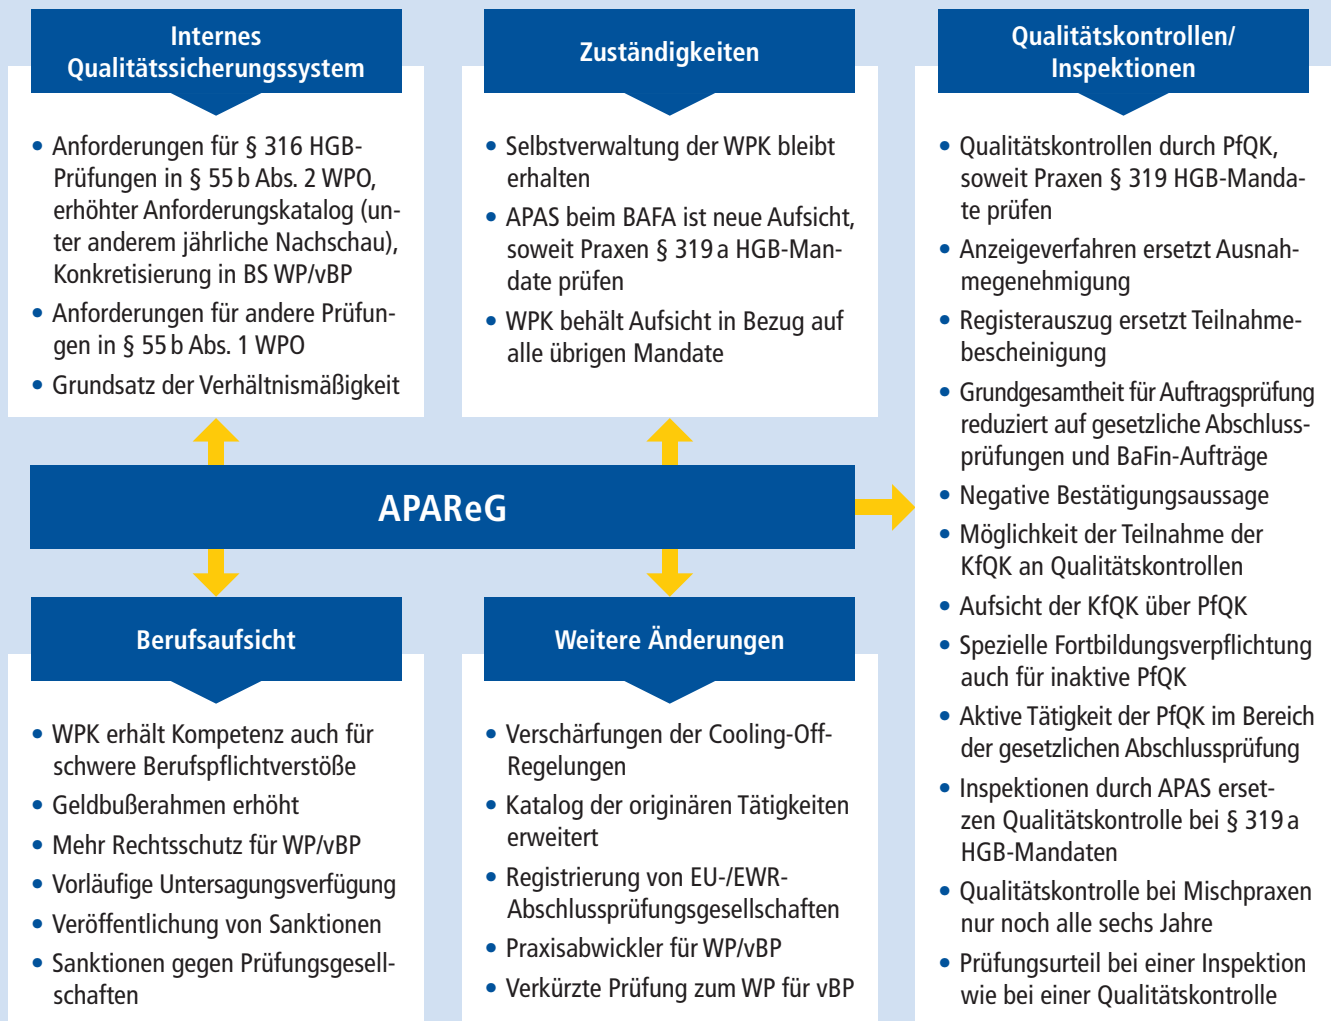 Internes
Qualitätssicherungssystem
• Anforderungen für § 316 HGB-
Prüfungen in § 55 b Abs. 2 WPO,
erhöhter Anforderungskatalog (un-
ter anderem jährliche Nachschau),
Konkretisierung in BS WP/vBP
• Anforderungen für andere Prüfun-
gen in § 55 b Abs. 1 WPO
• Grundsatz der Verhältnismäßigkeit
Zuständigkeiten
• Selbstverwaltung der WPK bleibt
erhalten
• APAS beim BAFA ist neue Aufsicht,
soweit Praxen § 319 a HGB-Man-
date prüfen
• WPK behält Aufsicht in Bezug auf
alle übrigen Mandate
Qualitätskontrollen/
Inspektionen
• Qualitätskontrollen durch PfQK,
soweit Praxen § 319 HGB-Manda-
te prüfen
• Anzeigeverfahren ersetzt Ausnah-
megenehmigung
• Registerauszug ersetzt Teilnahme-
bescheinigung
• Grundgesamtheit für Auftragsprüfung
reduziert auf gesetzliche Abschluss-
prüfungen und BaFin-Aufträge
• Negative Bestätigungsaussage
• Möglichkeit der Teilnahme der
KfQK an Qualitätskontrollen
• Aufsicht der KfQK über PfQK
• Spezielle Fortbildungsverpflichtung
auch für inaktive PfQK
• Aktive Tätigkeit der PfQK im Bereich
der gesetzlichen Abschlussprüfung
• Inspektionen durch APAS erset-
zen Qualitätskontrolle bei § 319 a
HGB-Mandaten
• Qualitätskontrolle bei Mischpraxen
nur noch alle sechs Jahre
• Prüfungsurteil bei einer Inspektion
wie bei einer Qualitätskontrolle
APAReG
Berufsaufsicht
• WPK erhält Kompetenz auch für
schwere Berufspflichtverstöße
• Geldbußerahmen erhöht
• Mehr Rechtsschutz für WP/vBP
• Vorläufige Untersagungsverfügung
• Veröffentlichung von Sanktionen
• Sanktionen gegen Prüfungsgesell-
schaften
Weitere Änderungen
• Verschärfungen der Cooling-Off-
Regelungen
• Katalog der originären Tätigkeiten
erweitert
• Registrierung von EU-/EWR-
Abschlussprüfungsgesellschaften
• Praxisabwickler für WP/vBP
• Verkürzte Prüfung zum WP für vBP